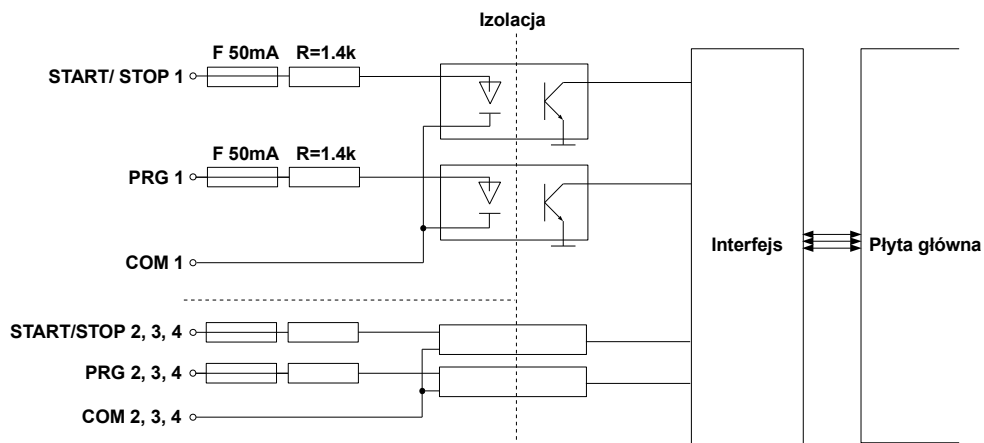 Izolacja
F 50mA R=1.4k
START/ STOP 1
F 50mA R=1.4k
PRG 1
Interfejs
Płyta główna
COM 1
START/STOP 2, 3, 4
PRG 2, 3, 4
COM 2, 3, 4